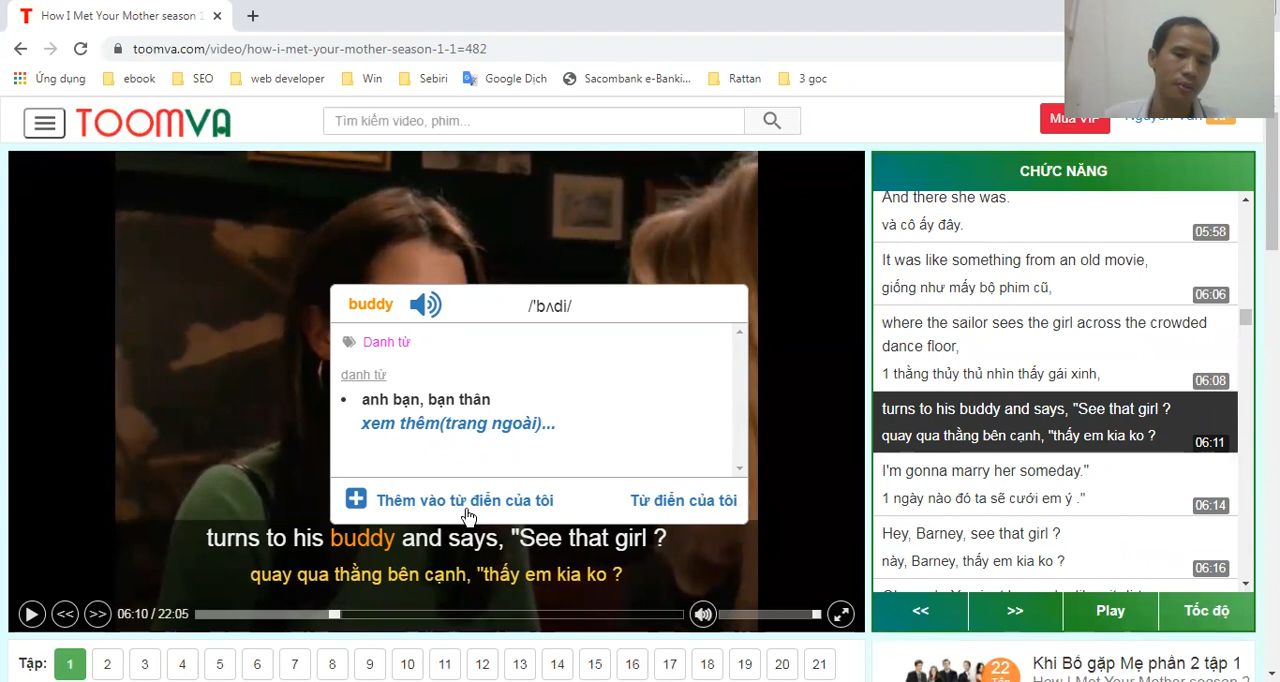 How I Met Your Mother season 1
toomva.com/video/how-i-met-your-mother-season-1-1=482
Ứng dụng ebook SEO web developer Win Sebiri Google Dịch Sacombank e-Banki... Rattan 3 goc
TOOMVA
Tìm kiếm video, phim...
Mua VIP
CHỨC NĂNG
And there she was.
và cô ấy đây.
05:58
It was like something from an old movie,
giống như mấy bộ phim cũ,
06:06
where the sailor sees the girl across the crowded
dance floor,
1 thằng thủy thủ nhìn thấy gái xinh,
06:08
turns to his buddy and says, "See that girl ?
quay qua thằng bên cạnh, "thấy em kia ko ?
06:11
I'm gonna marry her someday."
1 ngày nào đó ta sẽ cưới em ý ."
06:14
Hey, Barney, see that girl ?
này, Barney, thấy em kia ko ?
06:16
<< >> Play Tốc độ
buddy /'bʌdi/
Danh từ
danh từ
• anh bạn, bạn thân
xem thêm(trang ngoài)...
Thêm vào từ điển của tôi Từ điển của tôi
turns to his buddy and says, "See that girl ?
quay qua thằng bên cạnh, "thấy em kia ko ?
<< >> 06:10 / 22:05
Tập: 1 2 3 4 5 6 7 8 9 10 11 12 13 14 15 16 17 18 19 20 21
22
Khi Bố gặp Mẹ phần 2 tập 1
How I Met Your Mother season 2